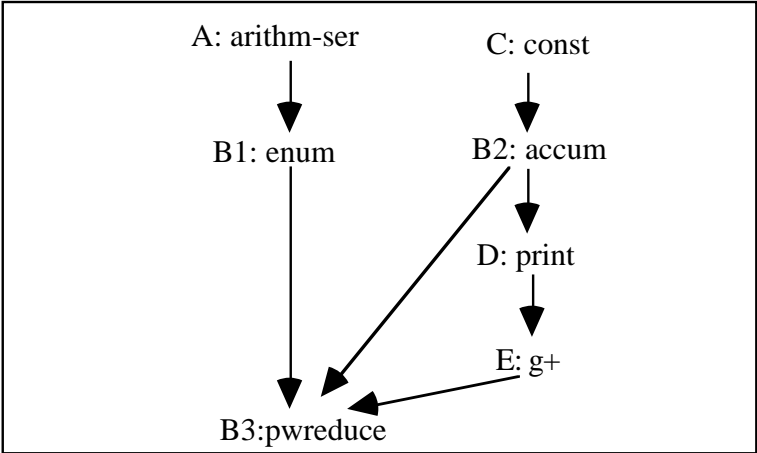 A: arithm-ser
C: const
B1: enum
B2: accum
D: print
E: g+
B3:pwreduce